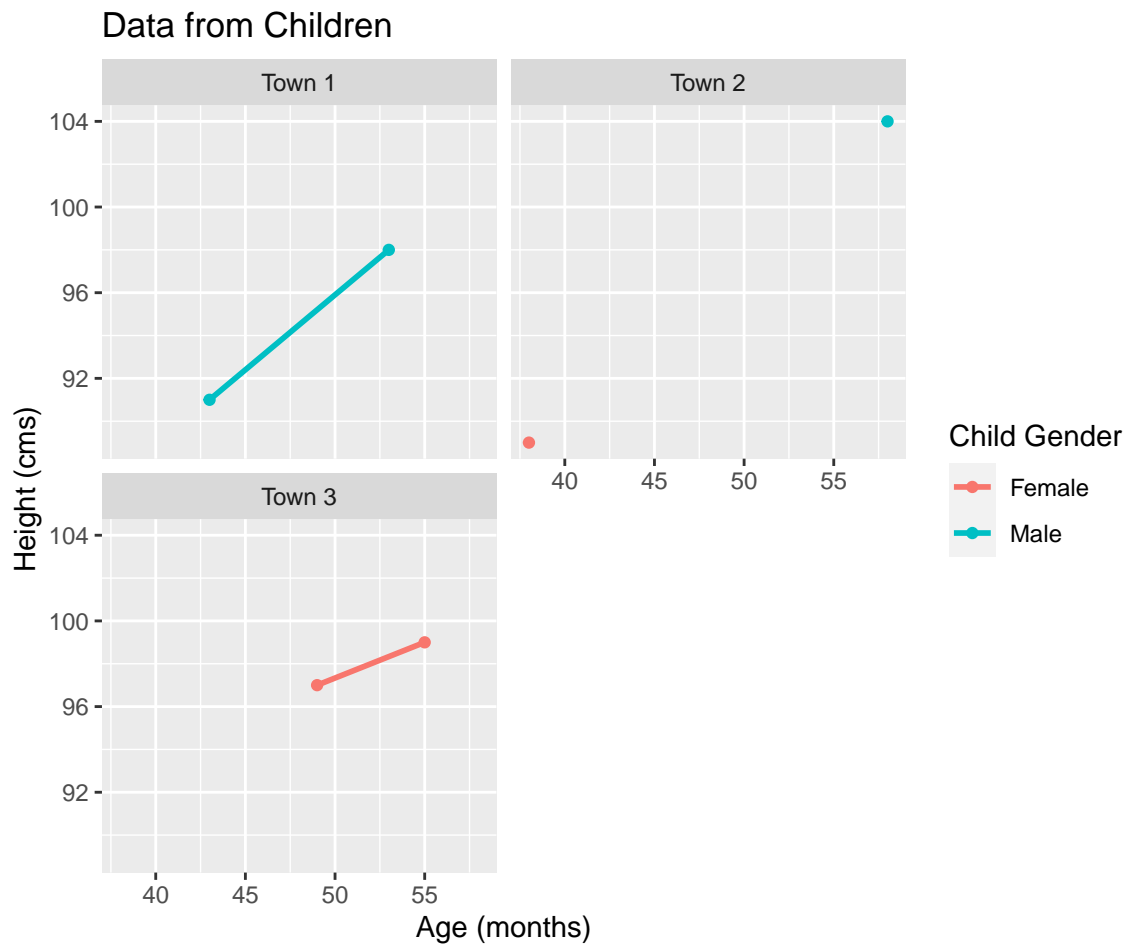 Data from Children
Town 1
Town 2
104
100
96
92
40 45 50 55
Town 3
104
100
96
92
40 45 50 55
Height (cms)
Age (months)
Child Gender
Female
Male